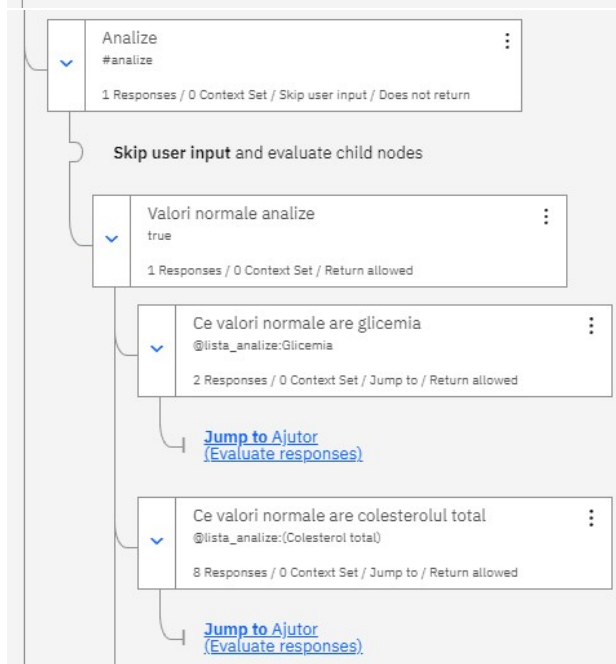 Analize
#analize
1 Responses / 0 Context Set / Skip user input / Does not return
Skip user input and evaluate child nodes
Valori normale analize
true
1 Responses / 0 Context Set / Return allowed
Ce valori normale are glicemia
@lista_analize:Glicemia
2 Responses / 0 Context Set / Jump to / Return allowed
Jump to Ajutor
(Evaluate responses)
Ce valori normale are colesterolul total
@lista_analize:(Colesterol total)
8 Responses / 0 Context Set / Jump to / Return allowed
Jump to Ajutor
(Evaluate responses)